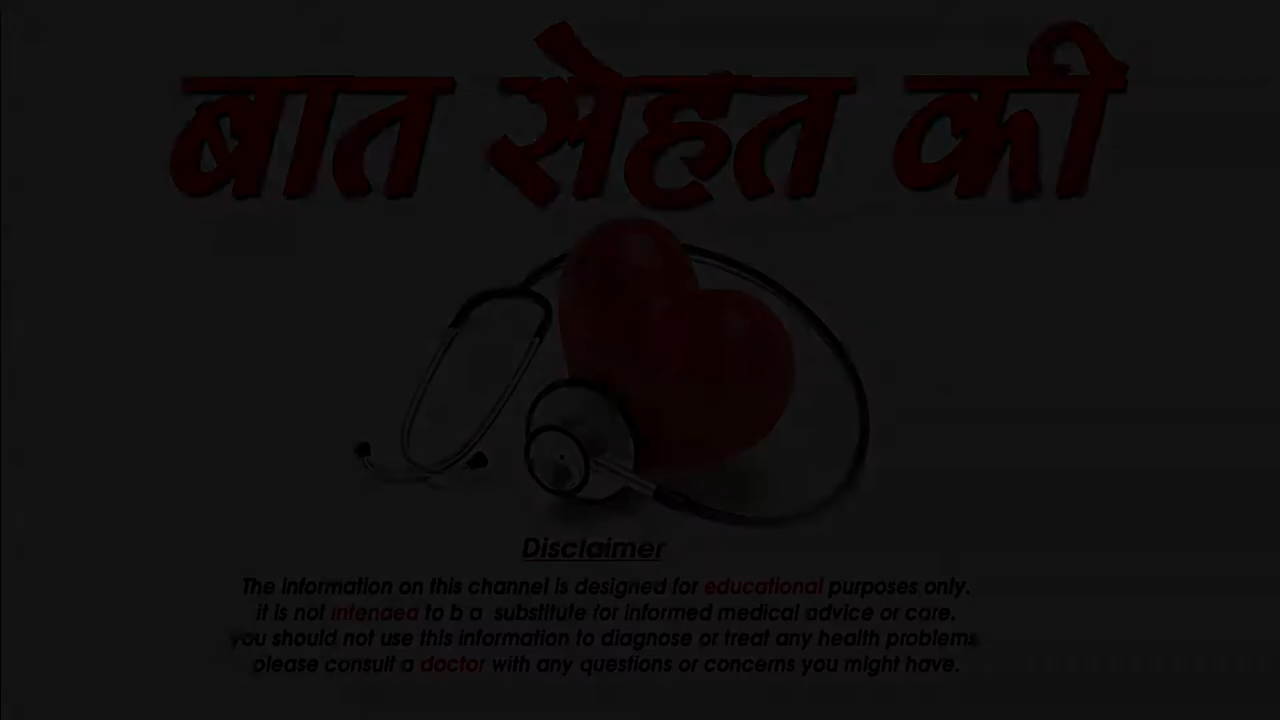 बात सेहत की
Disclaimer
The information on this channel is designed for educational purposes only.
it is not intended to b a substitute for informed medical advice or care.
you should not use this information to diagnose or treat any health problems
please consult a doctor with any questions or concerns you might have.